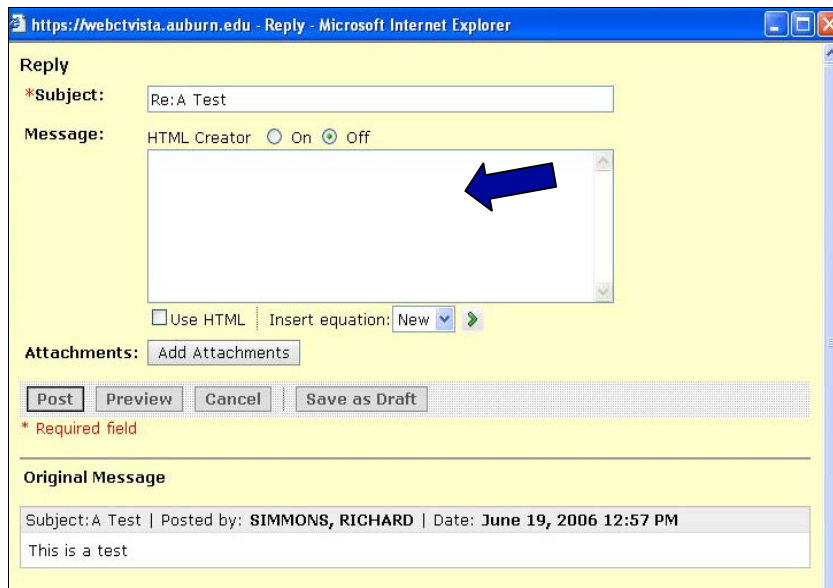 https://webctvista.auburn.edu - Reply - Microsoft Internet Explorer
Reply
*Subject: Re:A Test
Message: HTML Creator On Off
Use HTML Insert equation: New
Attachments: Add Attachments
Post Preview Cancel Save as Draft
* Required field
Original Message
Subject:A Test | Posted by: SIMMONS, RICHARD | Date: June 19, 2006 12:57 PM
This is a test